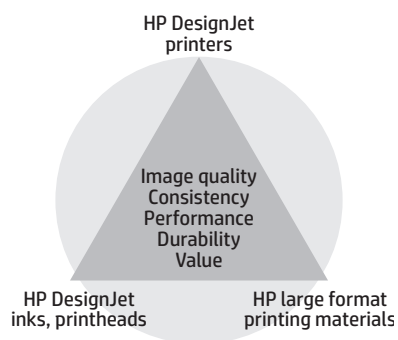 HP DesignJet
printers
Image quality
Consistency
Performance
Durability
Value
HP DesignJet
inks, printheads
HP large format
printing materials